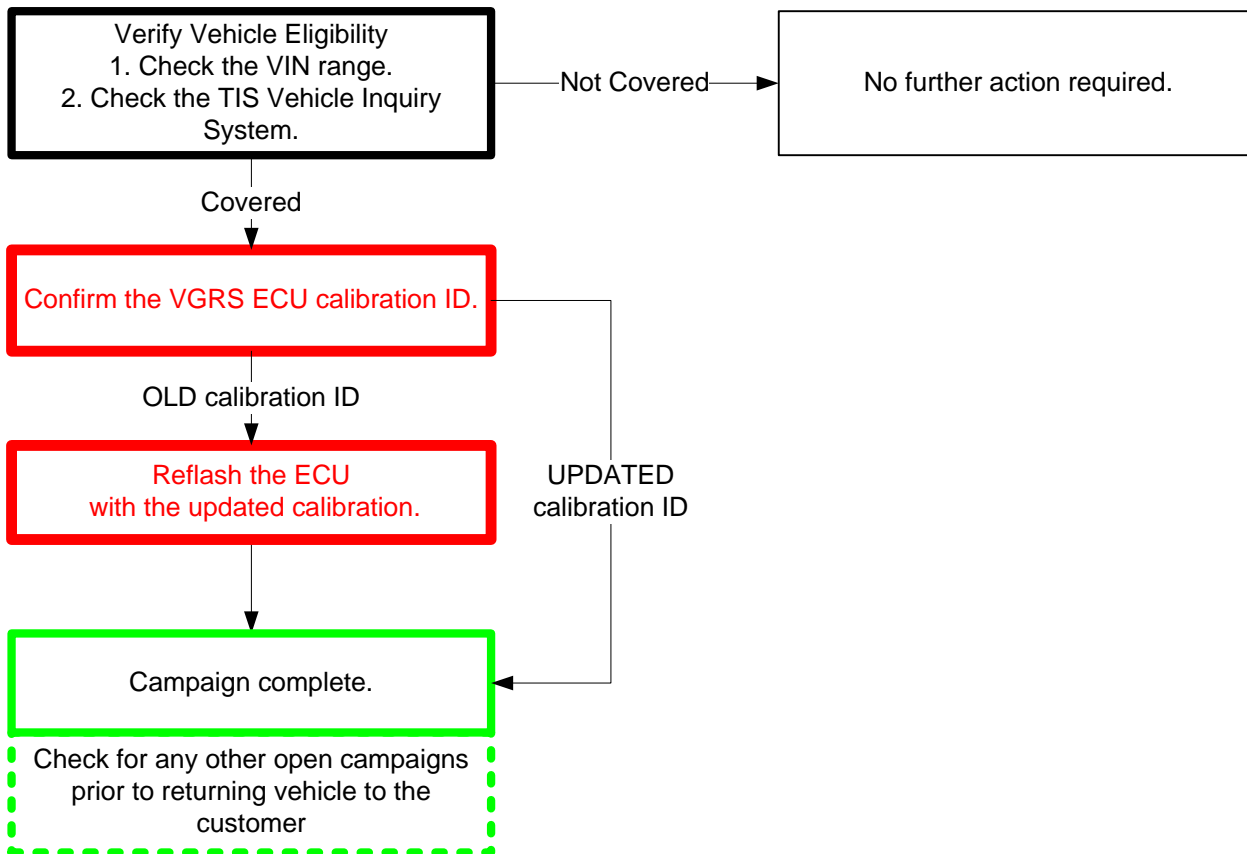 Verify Vehicle Eligibility
1. Check the VIN range.
2. Check the TIS Vehicle Inquiry
System.
Not Covered
No further action required.
Covered
Confirm the VGRS ECU calibration ID.
OLD calibration ID
Reflash the ECU
with the updated calibration.
UPDATED
calibration ID
Campaign complete.
Check for any other open campaigns
prior to returning vehicle to the
customer